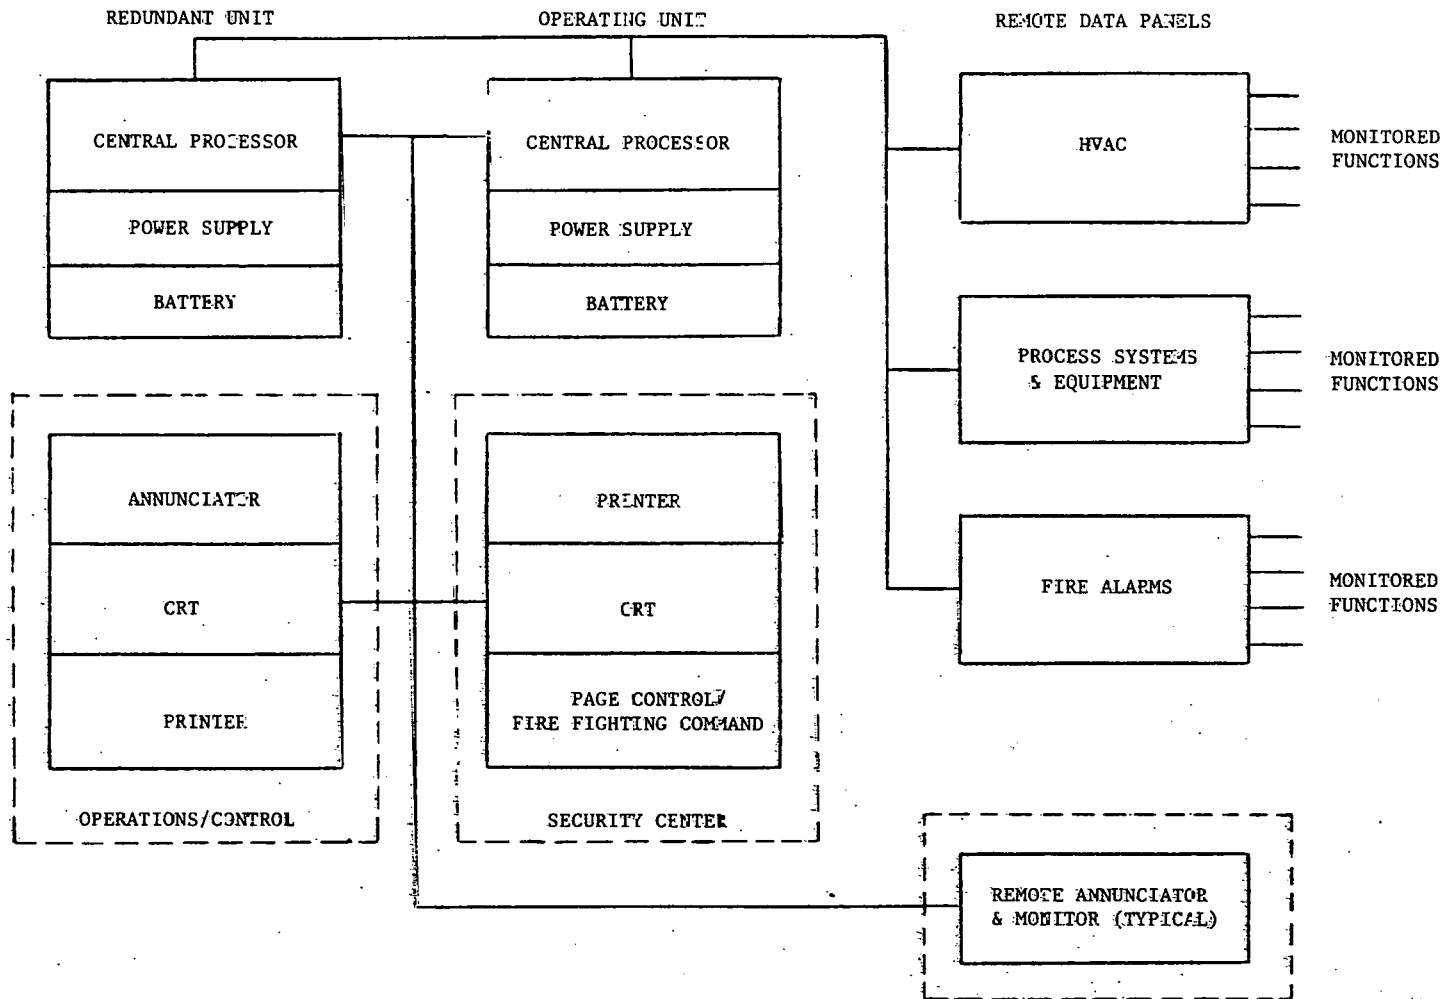 REDUNDANT UNIT
OPERATING UNIT
REMOTE DATA PANELS
CENTRAL PROCESSOR
POWER SUPPLY
BATTERY
CENTRAL PROCESSOR
POWER SUPPLY
BATTERY
HVAC
MONITORED
FUNCTIONS
PROCESS SYSTEMS
& EQUIPMENT
MONITORED
FUNCTIONS
FIRE ALARMS
MONITORED
FUNCTIONS
ANNUNCIATOR
CRT
PRINTER
OPERATIONS/CONTROL
PRINTER
CRT
PAGE CONTROL/
FIRE FIGHTING COMMAND
SECURITY CENTER
REMOTE ANNUNCIATOR
& MONITOR (TYPICAL)